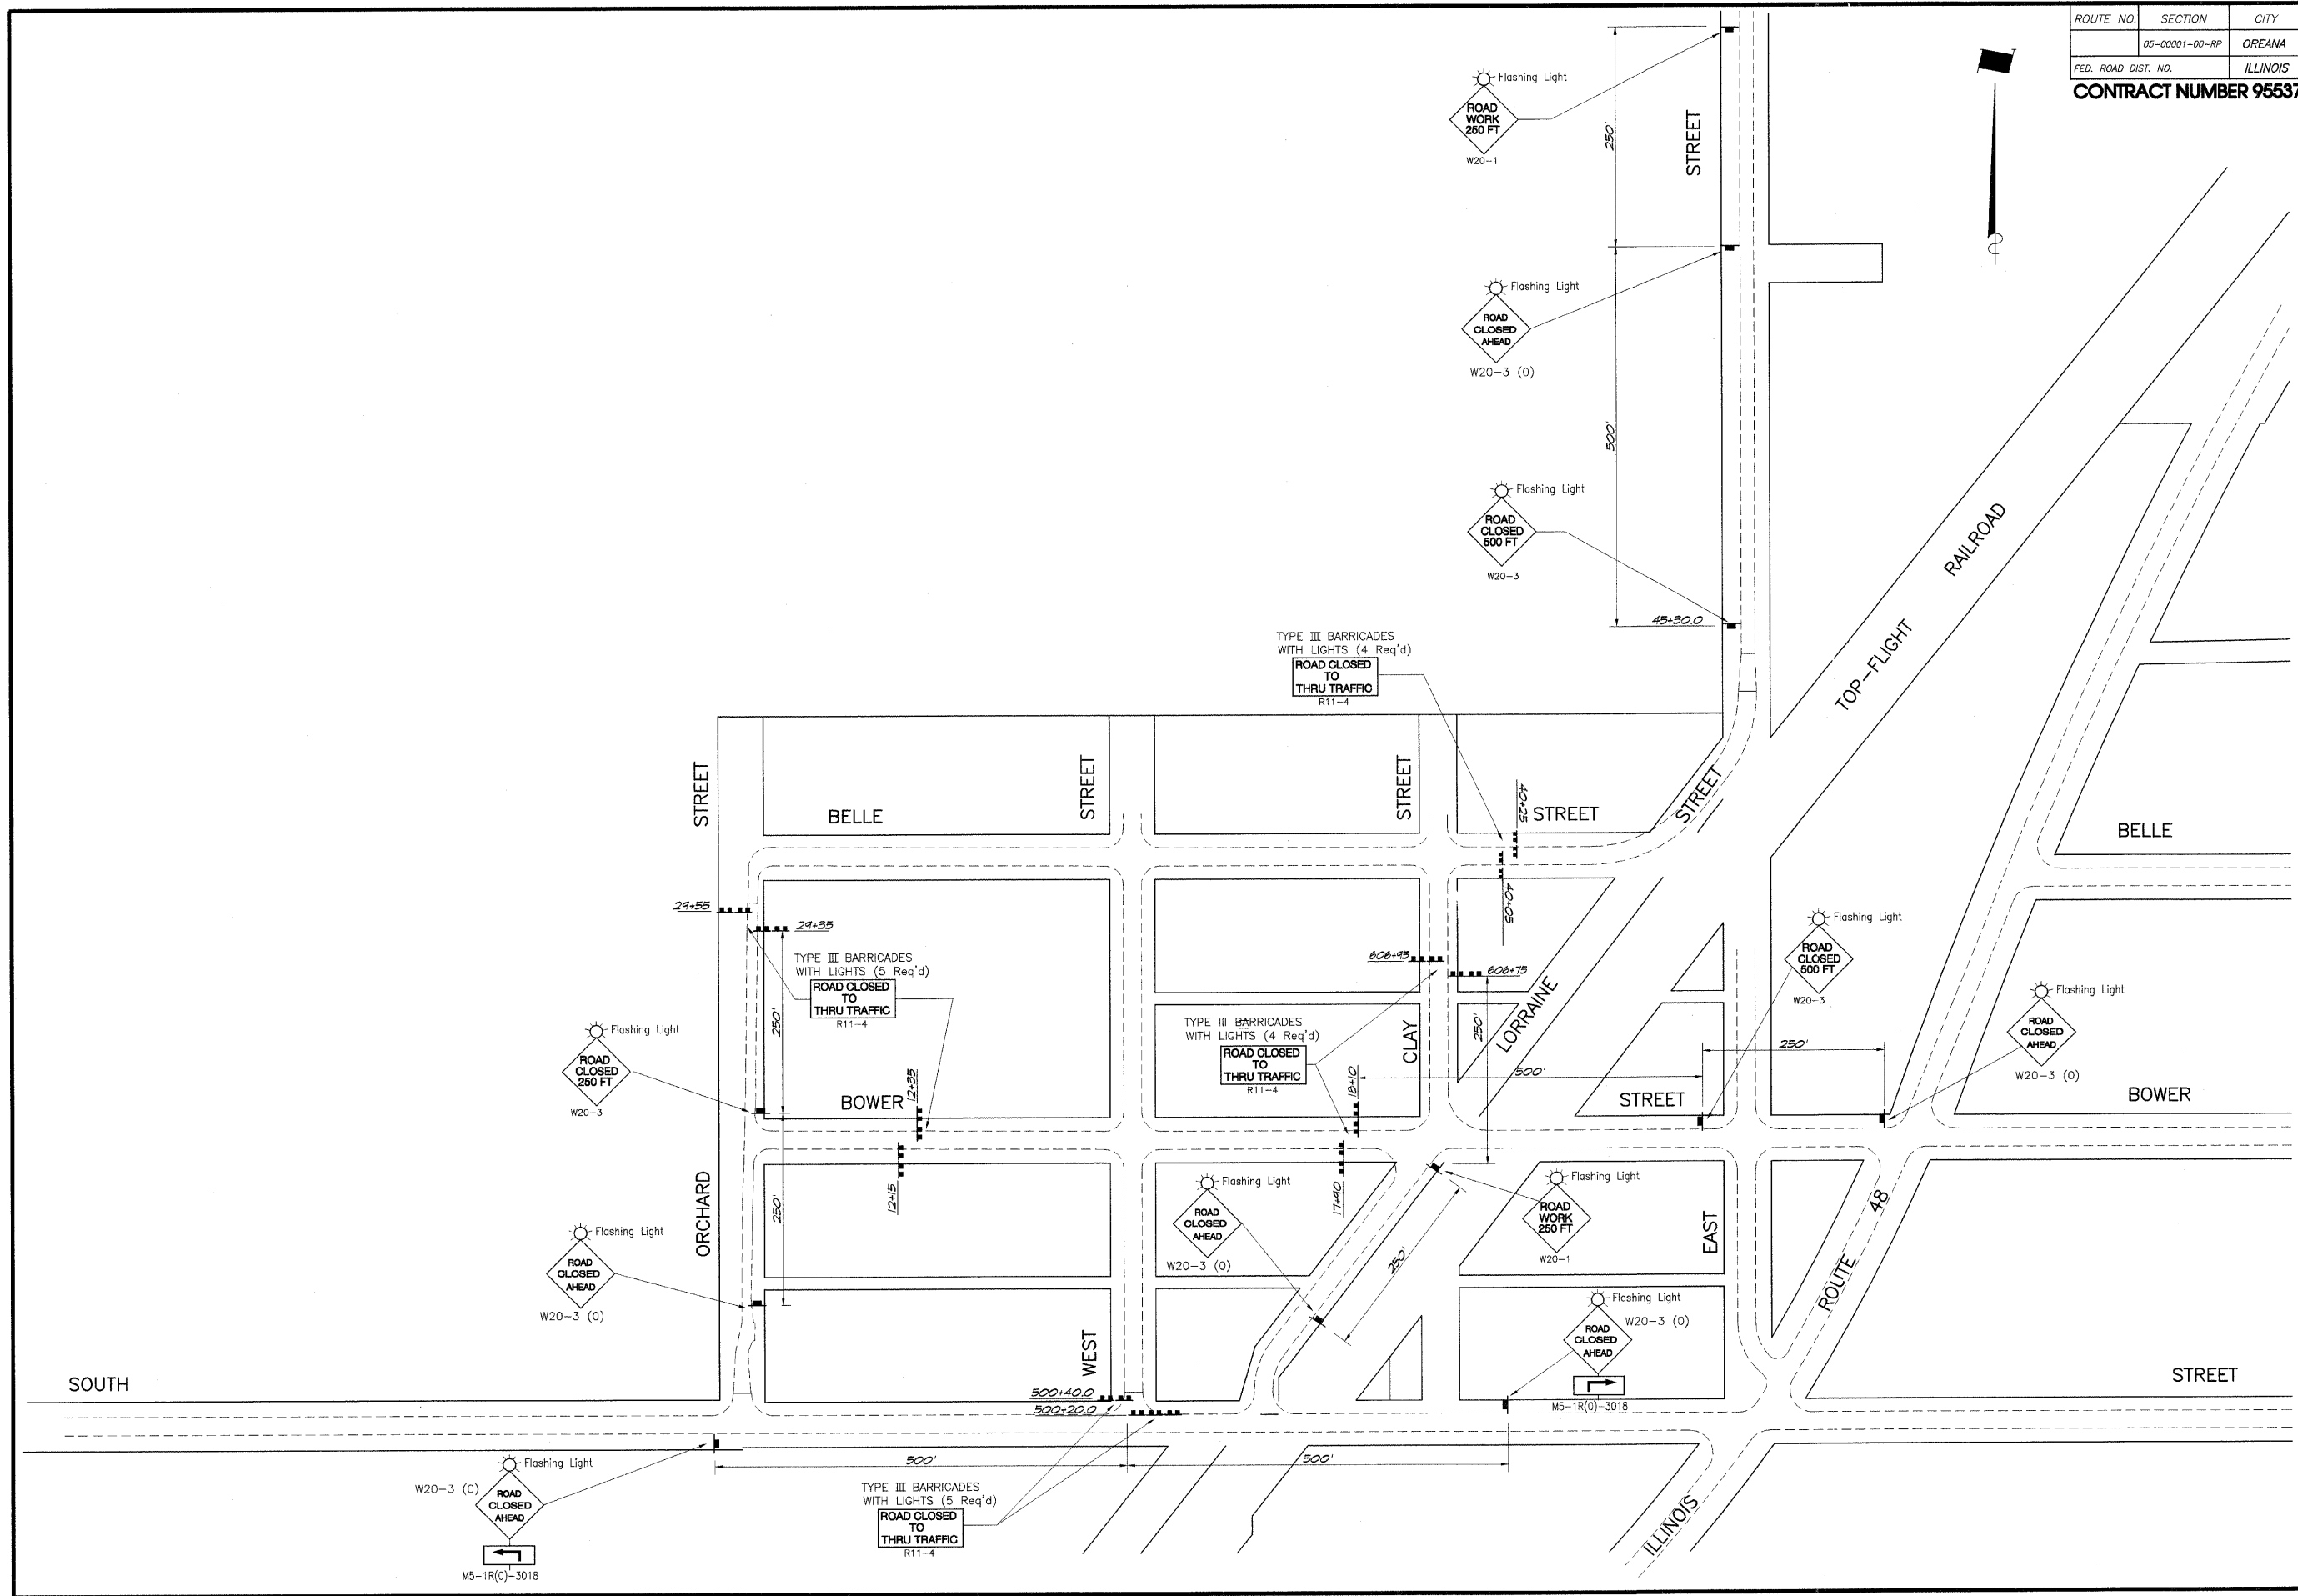 ROUTE NO. SECTION CITY
05-00001-00-RP OREANA
FED. ROAD DIST. NO. ILLINOIS
CONTRACT NUMBER 95537
Flashing Light
ROAD
WORK
250 FT
W20-1
250'
STREET
Flashing Light
ROAD
CLOSED
AHEAD
W20-3 (O)
500'
Flashing Light
ROAD
CLOSED
500 FT
W20-3
45+30.0
RAILROAD
TOP-FLIGHT
TYPE III BARRICADES
WITH LIGHTS (4 Req'd)
ROAD CLOSED
TO
THRU TRAFFIC
R11-4
STREET
STREET
STREET
STREET
BELLE
40+25
STREET
BELLE
40+05
29+55
29+35
TYPE III BARRICADES
WITH LIGHTS (5 Req'd)
ROAD CLOSED
TO
THRU TRAFFIC
R11-4
250'
606+95
606+75
Flashing Light
ROAD
CLOSED
500 FT
W20-3
Flashing Light
ROAD
CLOSED
AHEAD
W20-3 (O)
TYPE III BARRICADES
WITH LIGHTS (4 Req'd)
ROAD CLOSED
TO
THRU TRAFFIC
R11-4
CLAY
250'
LORRAINE
250'
500'
Flashing Light
ROAD
CLOSED
250 FT
W20-3
BOWER
12+35
18+10
STREET
BOWER
ORCHARD
250'
12+15
17+90
Flashing Light
ROAD
CLOSED
AHEAD
W20-3 (O)
Flashing Light
ROAD
WORK
250 FT
W20-1
EAST
250'
ROUTE 48
Flashing Light
ROAD
CLOSED
AHEAD
W20-3 (O)
Flashing Light
W20-3 (O)
ROAD
CLOSED
AHEAD
M5-1R(O)-3018
WEST
SOUTH
STREET
500+40.0
500+20.0
500'
500'
Flashing Light
W20-3 (O)
ROAD
CLOSED
AHEAD
M5-1R(O)-3018
TYPE III BARRICADES
WITH LIGHTS (5 Req'd)
ROAD CLOSED
TO
THRU TRAFFIC
R11-4
ILLINOIS